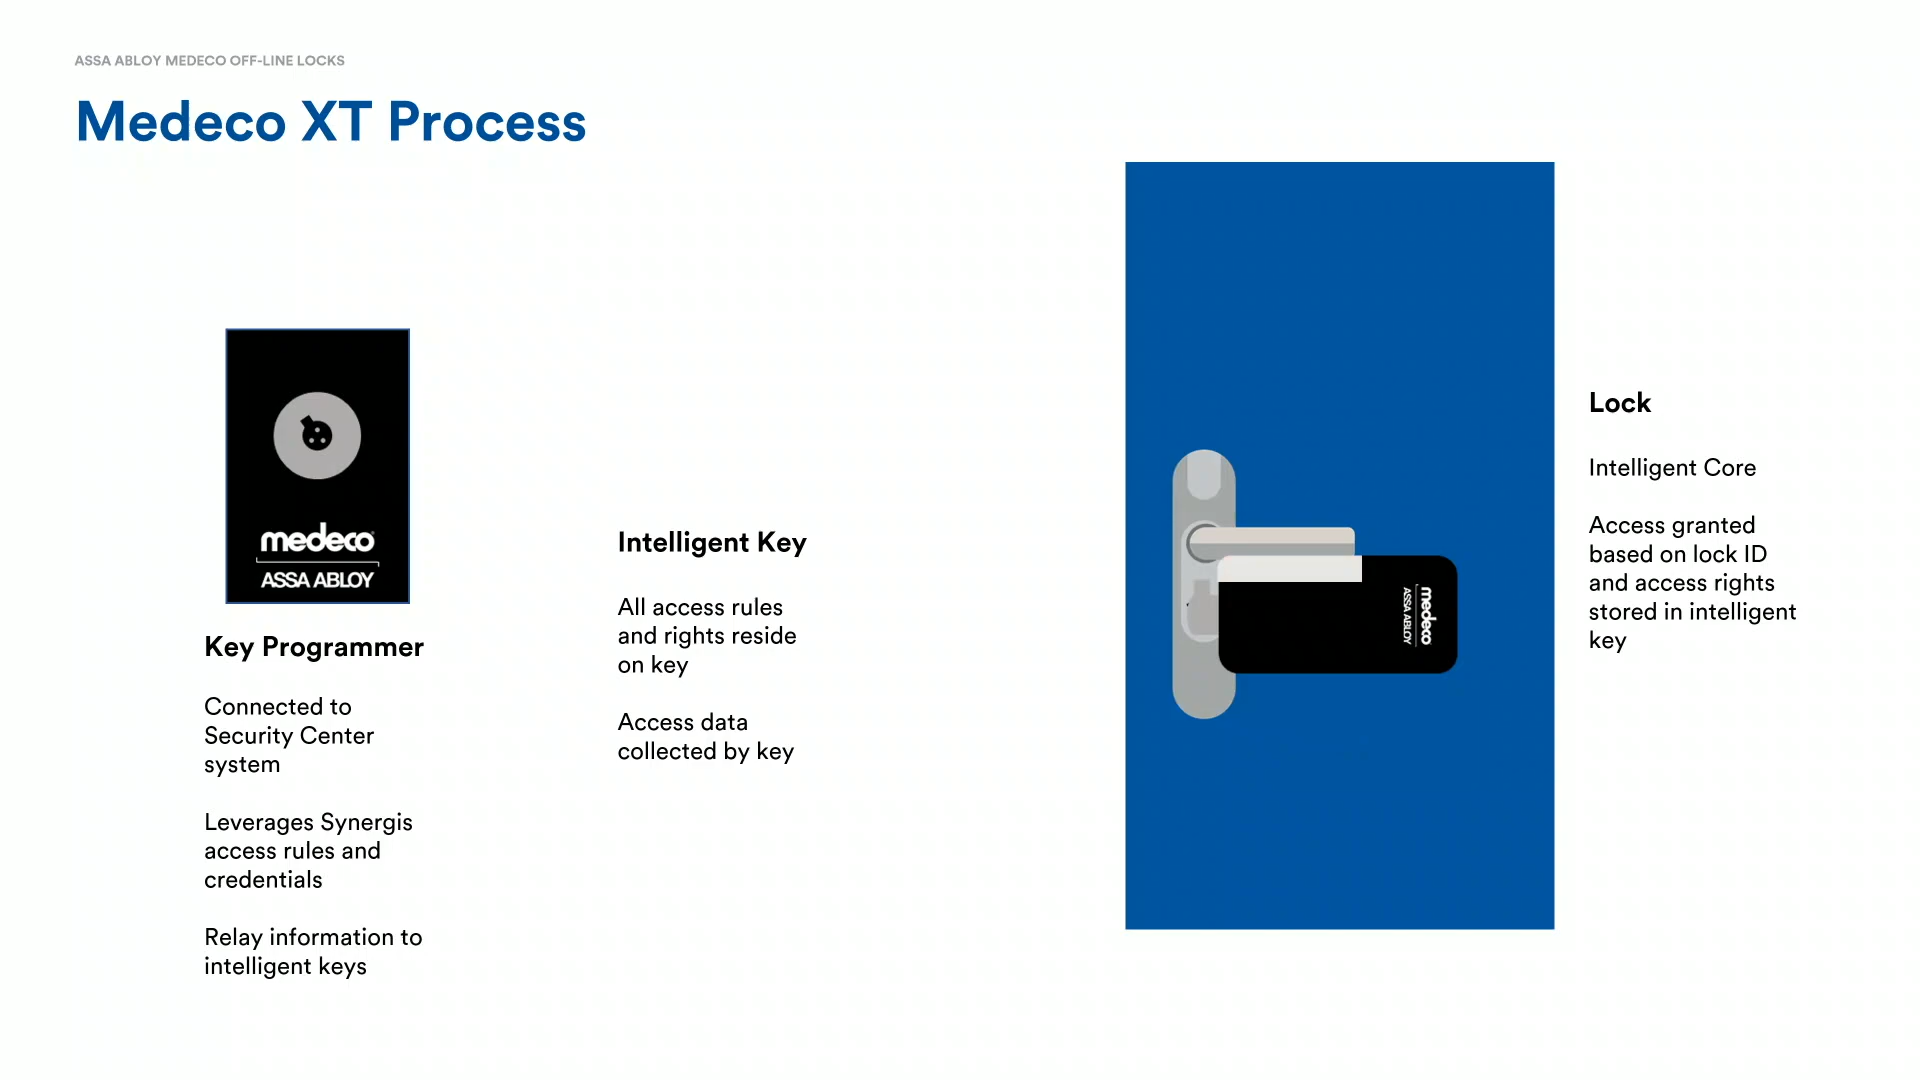 ASSA ABLOY MEDECO OFF-LINE LOCKS
Medeco XT Process
medeco
ASSA ABLOY
Key Programmer
Connected to
Security Center
system
Leverages Synergis
access rules and
credentials
Relay information to
intelligent keys
Intelligent Key
All access rules
and rights reside
on key
Access data
collected by key
medeco
ASSA ABLOY
Lock
Intelligent Core
Access granted
based on lock ID
and access rights
stored in intelligent
key